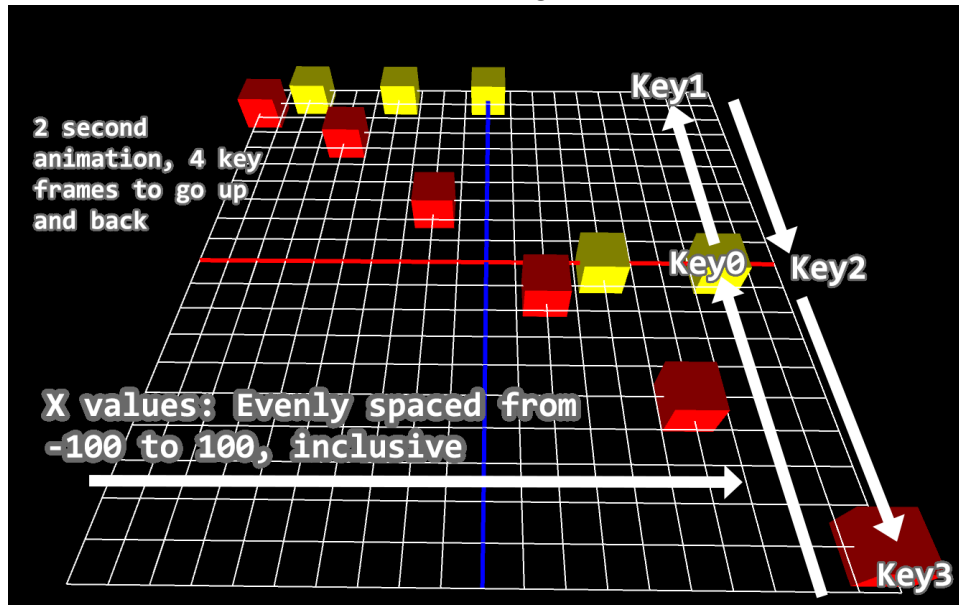 Key1
2 second
animation, 4 key
frames to go up
and back
Key0
Key2
X values: Evenly spaced from
-100 to 100, inclusive
Key3